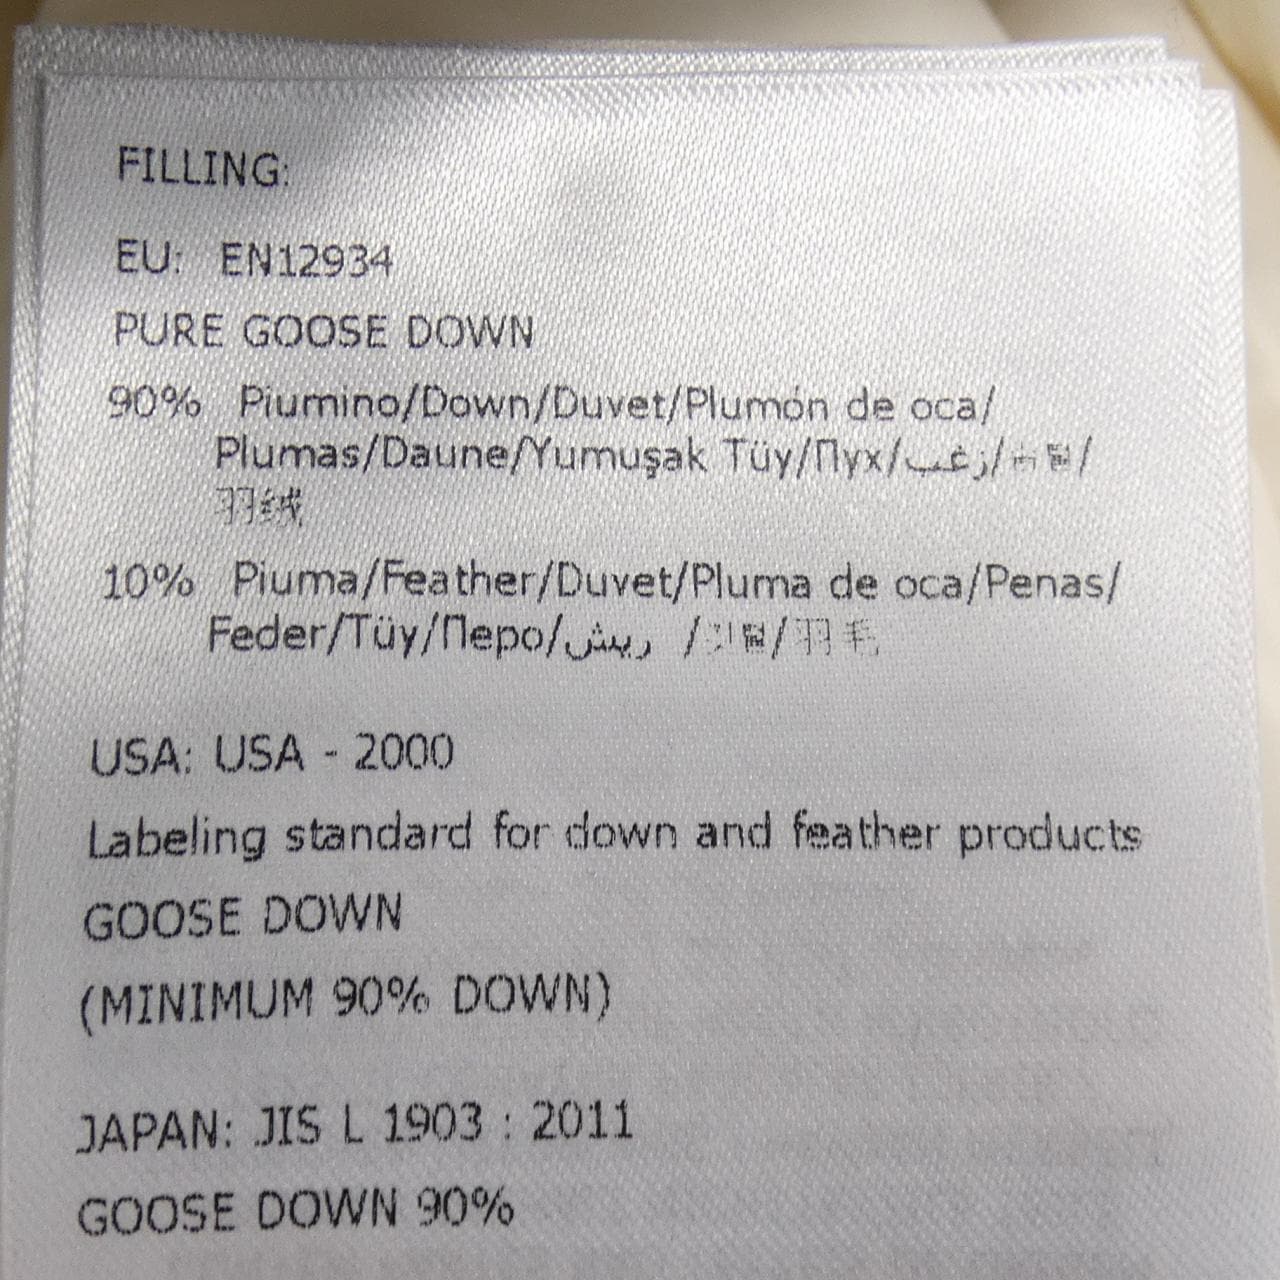 FILLING:
EU: EN12934
PURE GOOSE DOWN
90% Piumino/Down/Duvet/Plumón de oca/
Plumas/Daune/Yumuşak Tüy/Пух/زغب/
羽绒
10% Piuma/Feather/Duvet/Pluma de oca/Penas/
Feder/Tüy/Перо/ريش /羽毛
USA: USA - 2000
Labeling standard for down and feather products
GOOSE DOWN
(MINIMUM 90% DOWN)
JAPAN: JIS L 1903 : 2011
GOOSE DOWN 90%